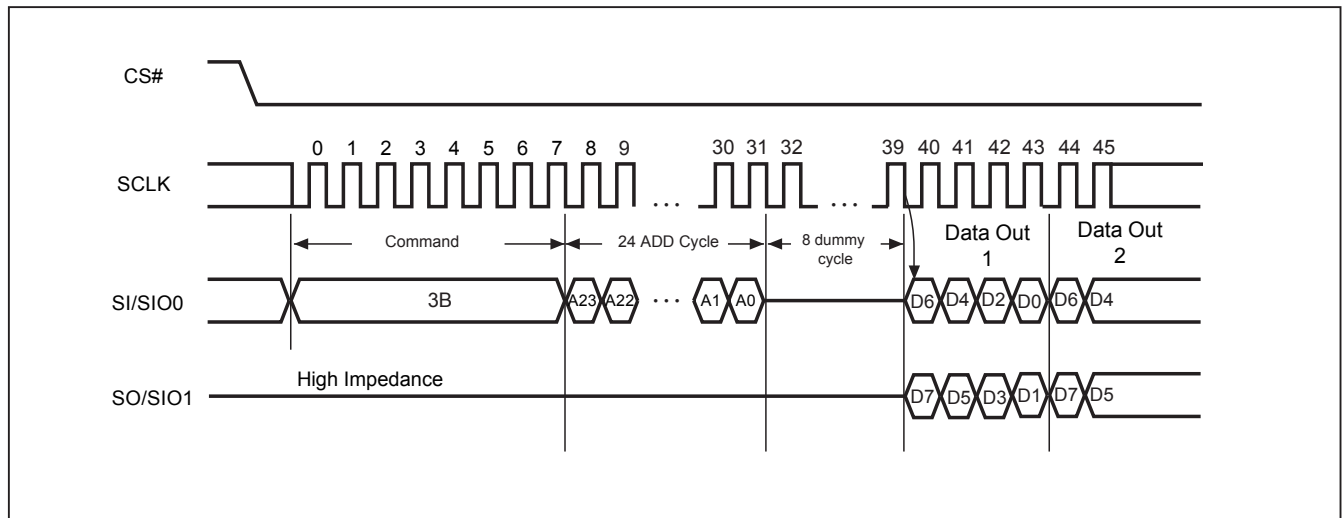 CS#
0 1 2 3 4 5 6 7 8 9 30 31 32 39 40 41 42 43 44 45
SCLK
... ...
Command 24 ADD Cycle 8 dummy cycle Data Out 1 Data Out 2
SI/SIO0 3B A23 A22 ... A1 A0 D6 D4 D2 D0 D6 D4
High Impedance
SO/SIO1 D7 D5 D3 D1 D7 D5